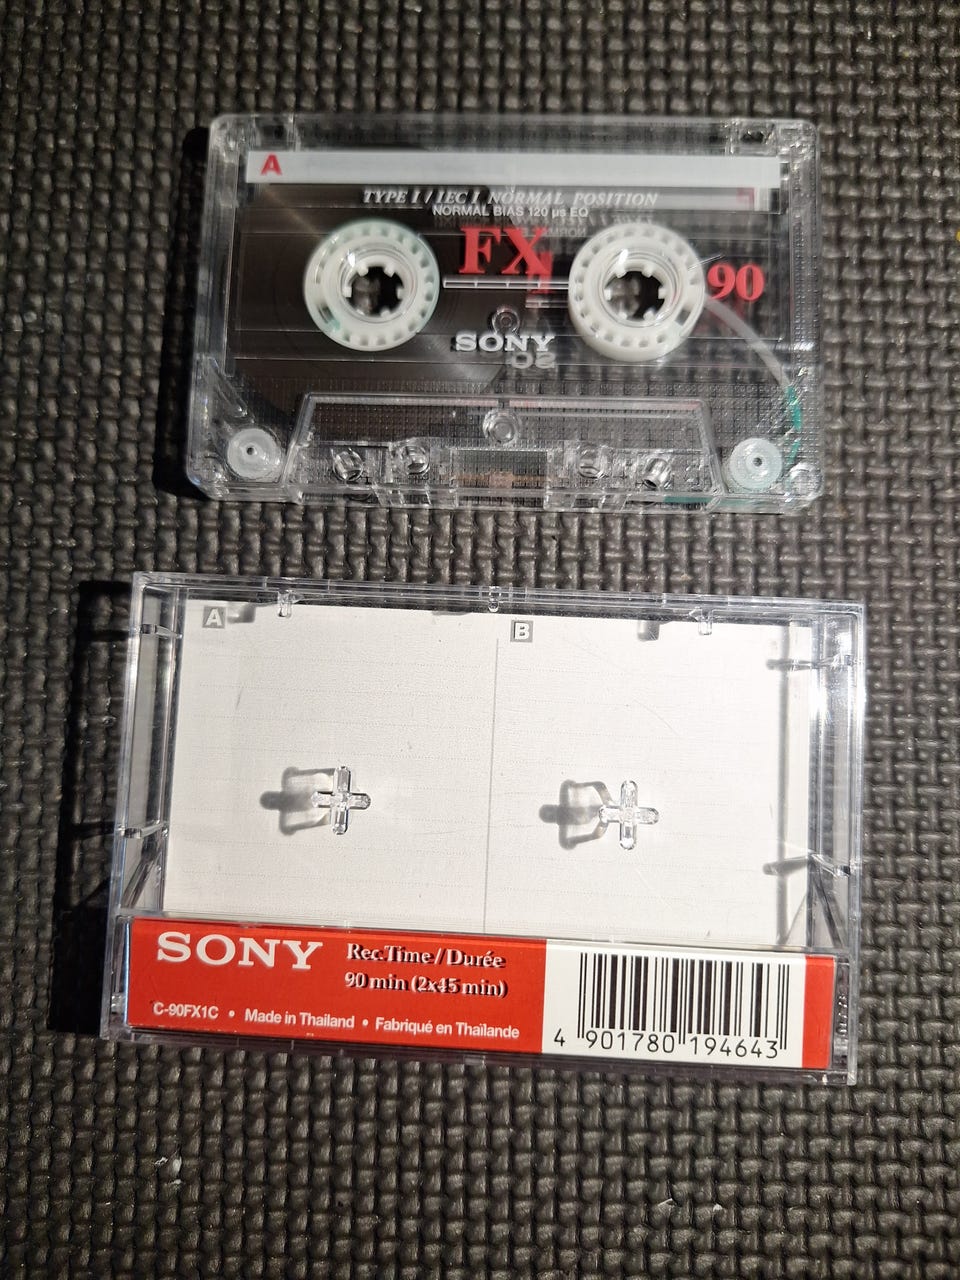 A
TYPE I / IEC I NORMAL POSITION
NORMAL BIAS 120 µs EQ
FX I
90
SONY
A
B
SONY
Rec.Time/Durée
90 min (2x45 min)
C-90FX1C • Made in Thailand • Fabriqué en Thaïlande
4 901780 194643